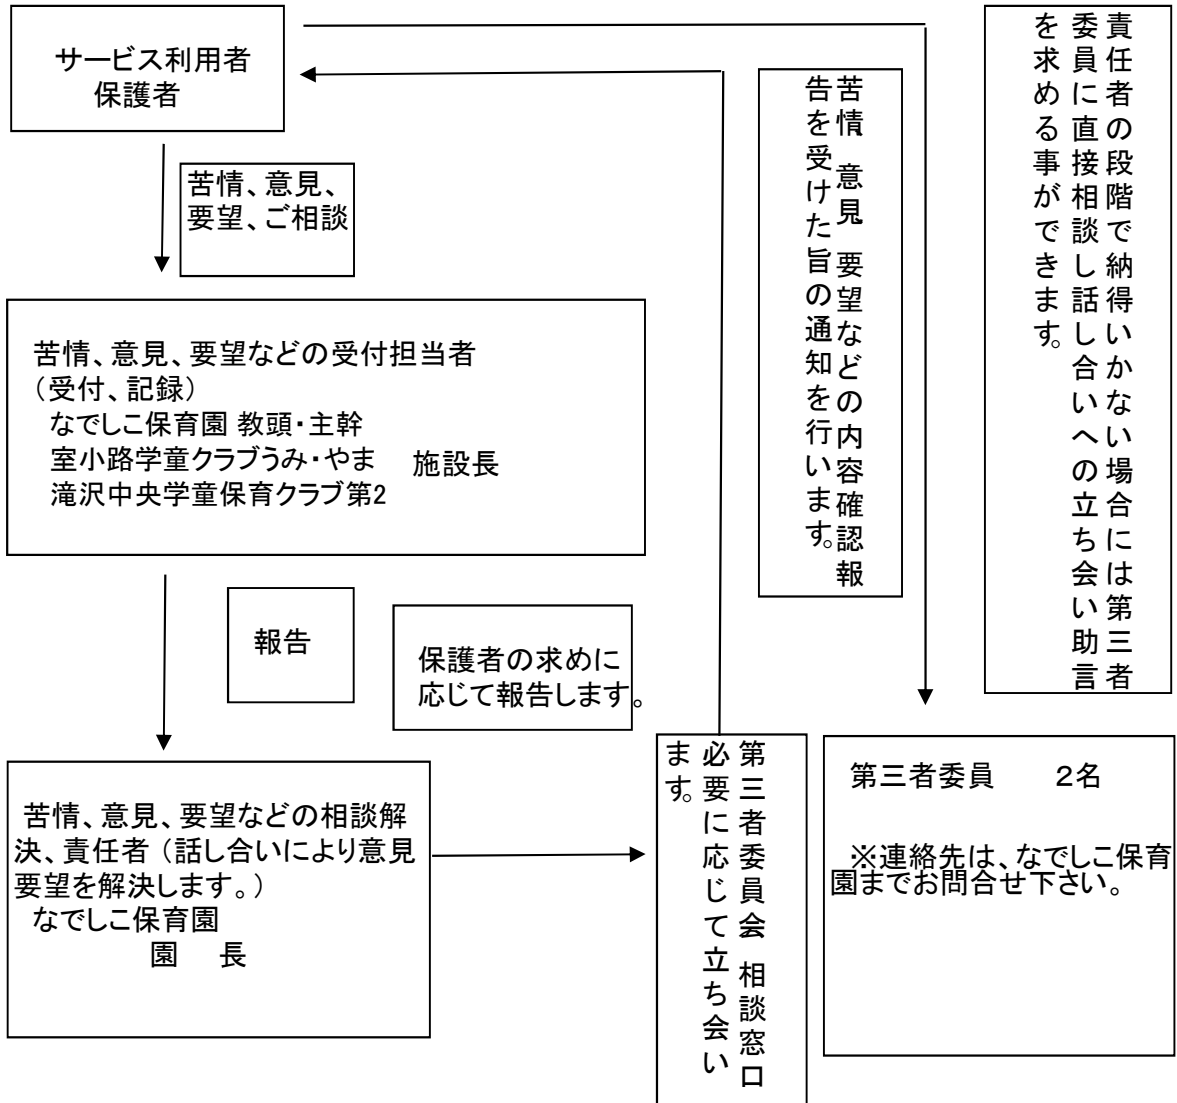 サービス利用者
保護者
苦情、意見、
要望、ご相談
苦情、意見、要望などの受付担当者
（受付、記録）
なでしこ保育園 教頭・主幹
室小路学童クラブうみ・やま　施設長
滝沢中央学童保育クラブ第2
報告
保護者の求めに
応じて報告します。
苦情、意見、要望などの相談解
決、責任者（話し合いにより意見
要望を解決します。）
なでしこ保育園
園　長
第三者委員会、相談窓口
必要に応じて立ち会い
ます。
苦情、意見、要望などの内容確認報
告を受けた旨の通知を行います。
責任者の段階で納得いかない場合には第三者
委員に直接相談し話し合いへの立ち会い助言
を求める事ができます。
第三者委員　　2名
※連絡先は、なでしこ保育
園までお問合せ下さい。